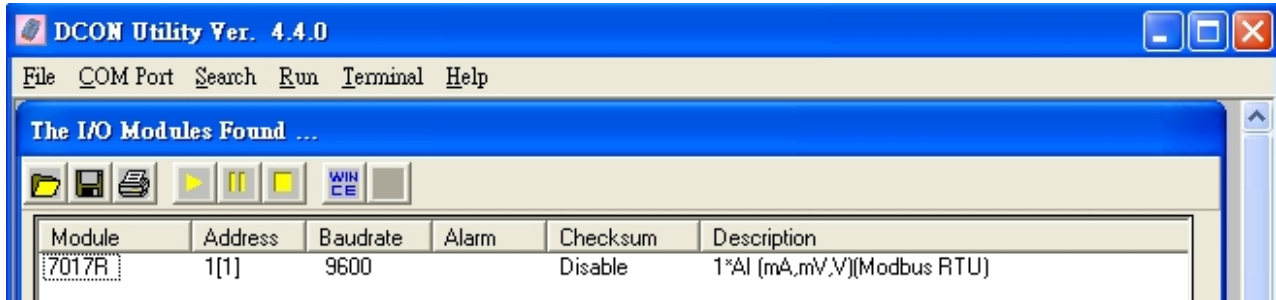 DCON Utility Ver. 4.4.0
File COM Port Search Run Terminal Help
The I/O Modules Found ...
WIN
CE
Module Address Baudrate Alarm Checksum Description
7017R 1[1] 9600 Disable 1*AI (mA,mV,V)(Modbus RTU)